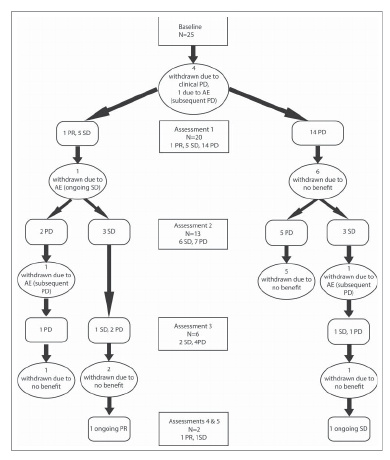 Baseline
N=25
4
withdrawn due to
clinical PD,
1 due to AE
(subsequent PD)
1 PR, 5 SD
Assessment 1
N=20
1 PR, 5 SD, 14 PD
14 PD
1
withdrawn due to
AE (ongoing SD)
6
withdrawn due to
no benefit
2 PD
3 SD
Assessment 2
N=13
6 SD, 7 PD
5 PD
3 SD
1
withdrawn due to
AE (subsequent
PD)
5
withdrawn due to
no benefit
1
withdrawn due to
AE (subsequent
PD)
1 PD
1 SD, 2 PD
Assessment 3
N=6
2 SD, 4PD
1 SD, 1 PD
1
withdrawn due to
no benefit
2
withdrawn due to
no benefit
1
withdrawn due to
no benefit
1 ongoing PR
Assessments 4 & 5
N=2
1 PR, 1SD
1 ongoing SD